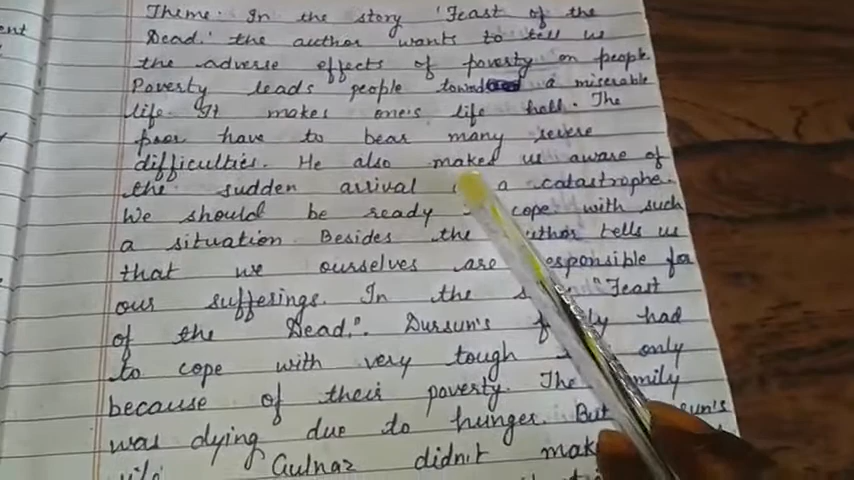 Theme. In the story 'Feast of the
Dead.' the author wants to tell us
the adverse effects of poverty on people.
Poverty leads people toward a miserable
life. It makes one's life hell. The
poor have to bear many severe
difficulties. He also makes us aware of
the sudden arrival a catastrophe.
We should be ready cope with such
a situation Besides the author tells us
that we ourselves are responsible for
our sufferings. In the "Feast
of the Dead.". Dursun's family had
to cope with very tough only
because of their poverty. The family
was dying due to hunger. But Dursun's
Gulnaz didn't